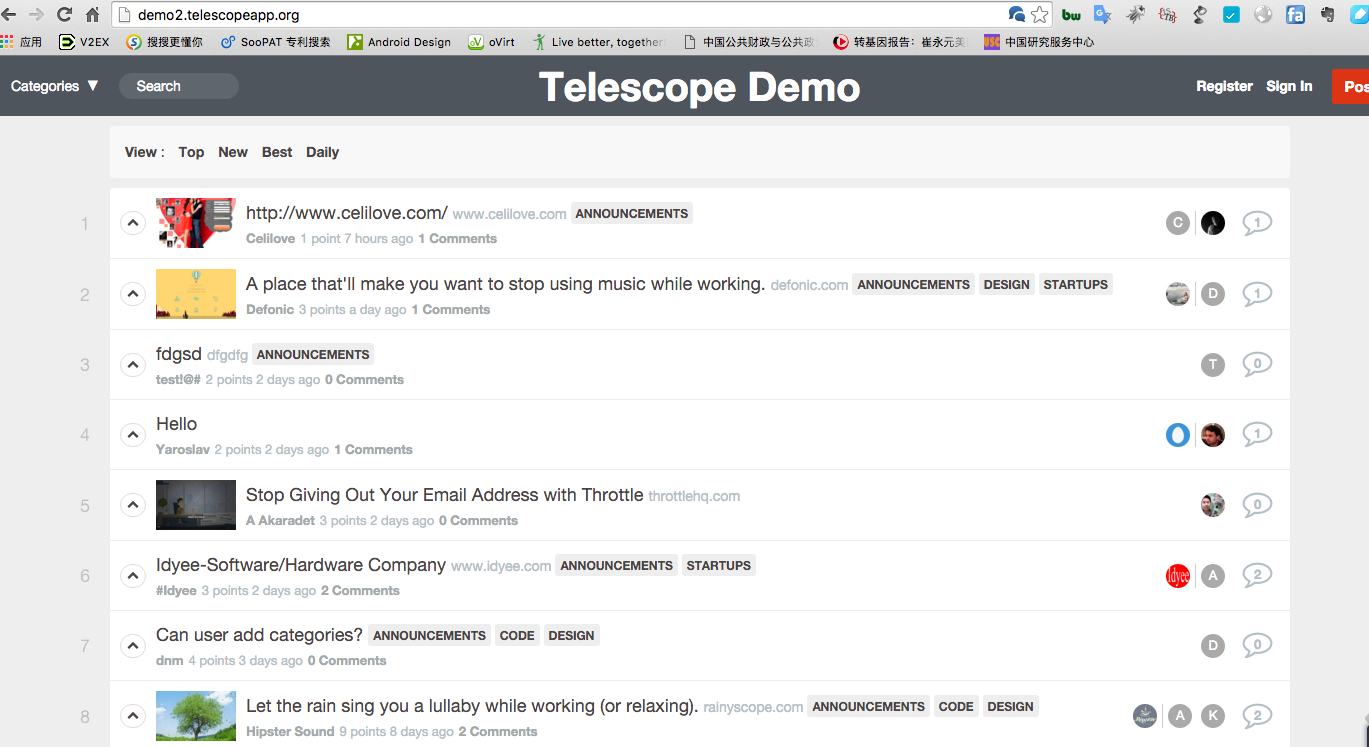 demo2.telescopeapp.org
应用 V2EX 搜搜更懂你 SooPAT 专利搜索 Android Design oVirt Live better, together 中国公共财政与公共政 转基因报告：崔永元美 中国研究服务中心
Categories ▼ Search Telescope Demo Register Sign In Pos
View : Top New Best Daily
1 http://www.celilove.com/ www.celilove.com ANNOUNCEMENTS C 1
Celilove 1 point 7 hours ago 1 Comments
2 A place that'll make you want to stop using music while working. defonic.com ANNOUNCEMENTS DESIGN STARTUPS D 1
Defonic 3 points a day ago 1 Comments
3 fdgsd dfgdfg ANNOUNCEMENTS T 0
test!@# 2 points 2 days ago 0 Comments
4 Hello 1
Yaroslav 2 points 2 days ago 1 Comments
5 Stop Giving Out Your Email Address with Throttle throttlehq.com 0
A Akaradet 3 points 2 days ago 0 Comments
6 Idyee-Software/Hardware Company www.idyee.com ANNOUNCEMENTS STARTUPS Idyee A 2
#Idyee 3 points 2 days ago 2 Comments
7 Can user add categories? ANNOUNCEMENTS CODE DESIGN D 0
dnm 4 points 3 days ago 0 Comments
8 Let the rain sing you a lullaby while working (or relaxing). rainyscope.com ANNOUNCEMENTS CODE DESIGN A K 2
Hipster Sound 9 points 8 days ago 2 Comments